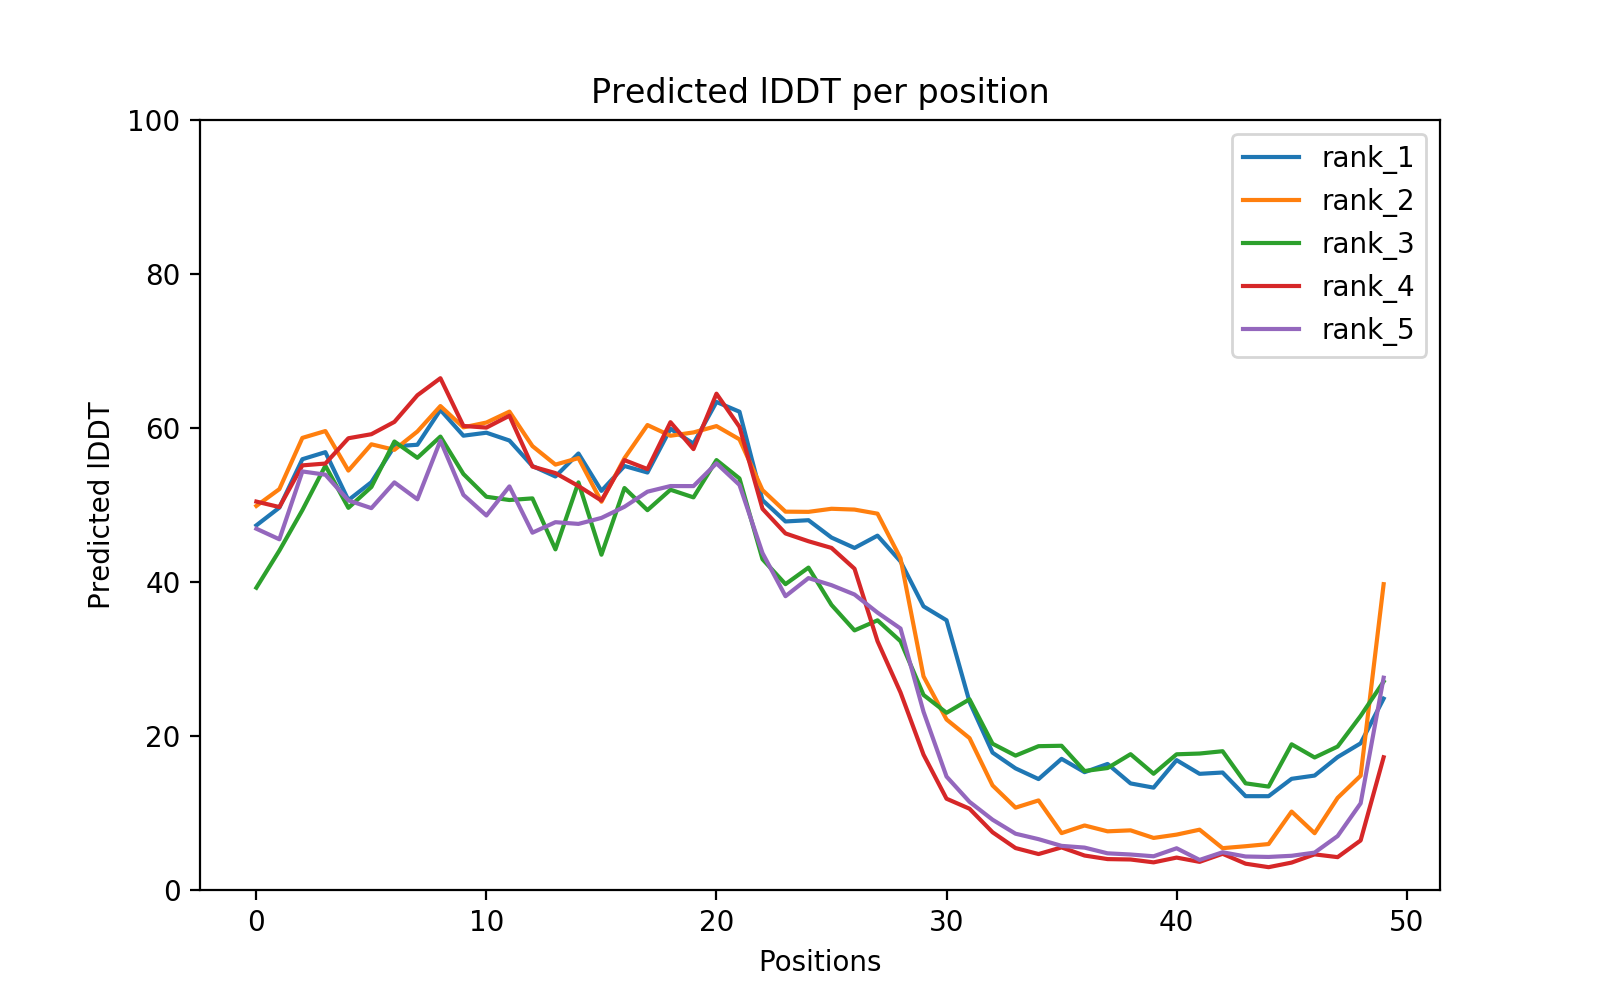 Predicted lDDT per position
100
80
60
40
20
0
Predicted lDDT
rank_1
rank_2
rank_3
rank_4
rank_5
0 10 20 30 40 50
Positions